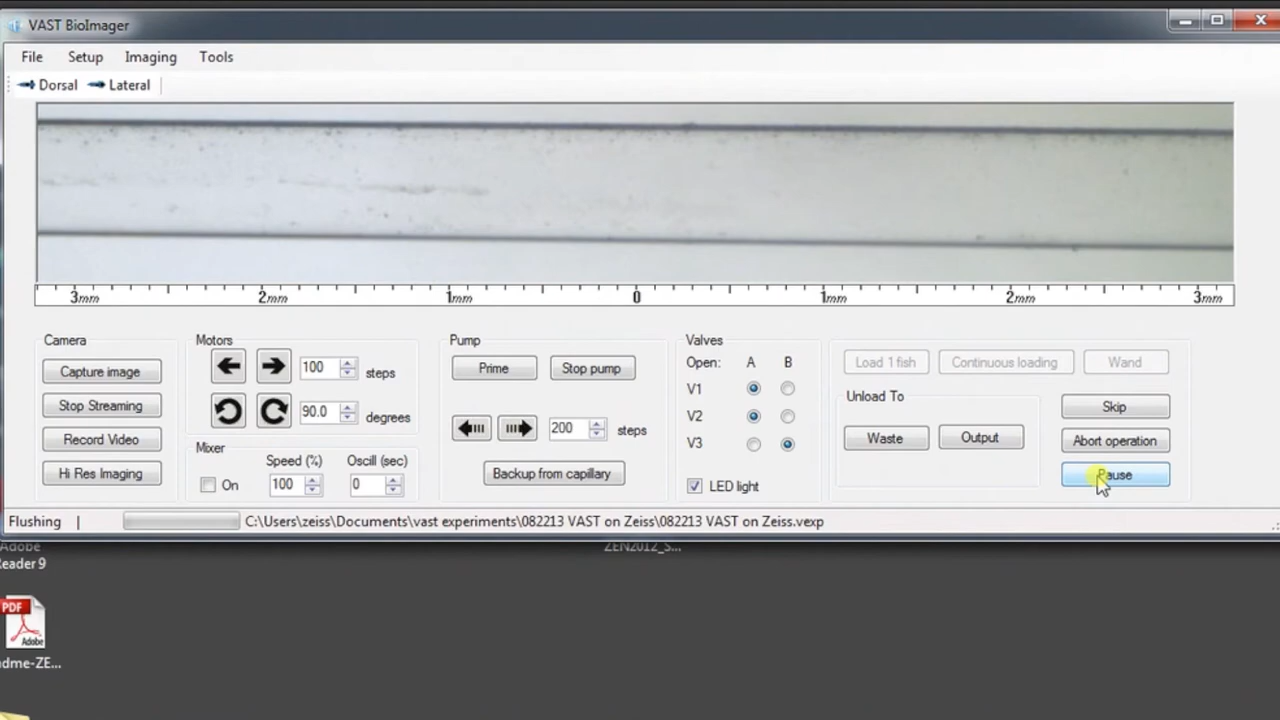 VAST BioImager
File Setup Imaging Tools
Dorsal Lateral
3mm 2mm 1mm 0 1mm 2mm 3mm
Camera
Capture image
Stop Streaming
Record Video
Hi Res Imaging
Motors
100 steps
90.0 degrees
Mixer
Speed (%) Oscill (sec)
On 100 0
Pump
Prime Stop pump
200 steps
Backup from capillary
Valves
Open: A B
V1
V2
V3
LED light
Load 1 fish Continuous loading Wand
Unload To
Waste Output
Skip
Abort operation
Pause
Flushing | C:\Users\zeiss\Documents\vast experiments\082213 VAST on Zeiss\082213 VAST on Zeiss.vexp
Adobe
Reader 9
ZEN2012_S...
PDF
Adobe
dme-ZE...